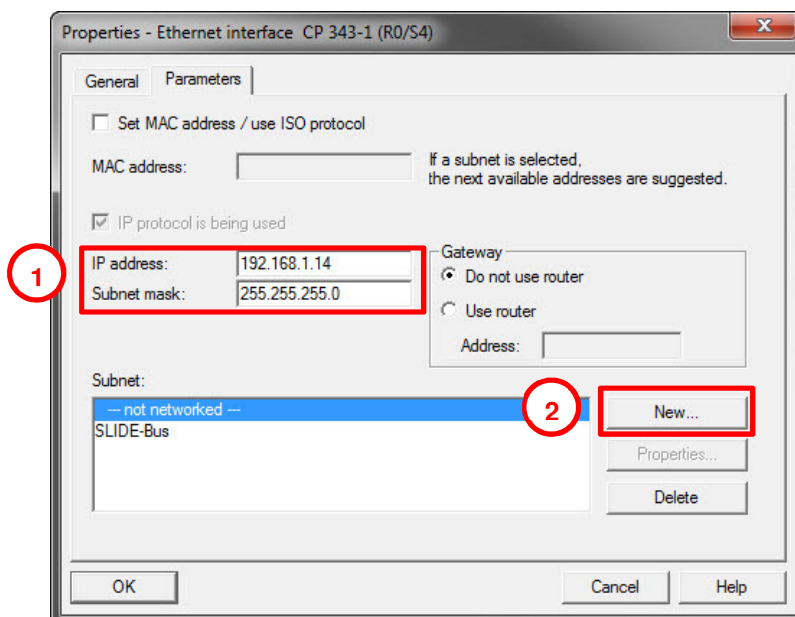 Properties - Ethernet interface CP 343-1 (R0/S4)
General Parameters
Set MAC address / use ISO protocol
MAC address:
If a subnet is selected,
the next available addresses are suggested.
IP protocol is being used
1
IP address: 192.168.1.14
Subnet mask: 255.255.255.0
Gateway
Do not use router
Use router
Address:
Subnet:
--- not networked ---
SLIDE-Bus
2
New...
Properties...
Delete
OK Cancel Help